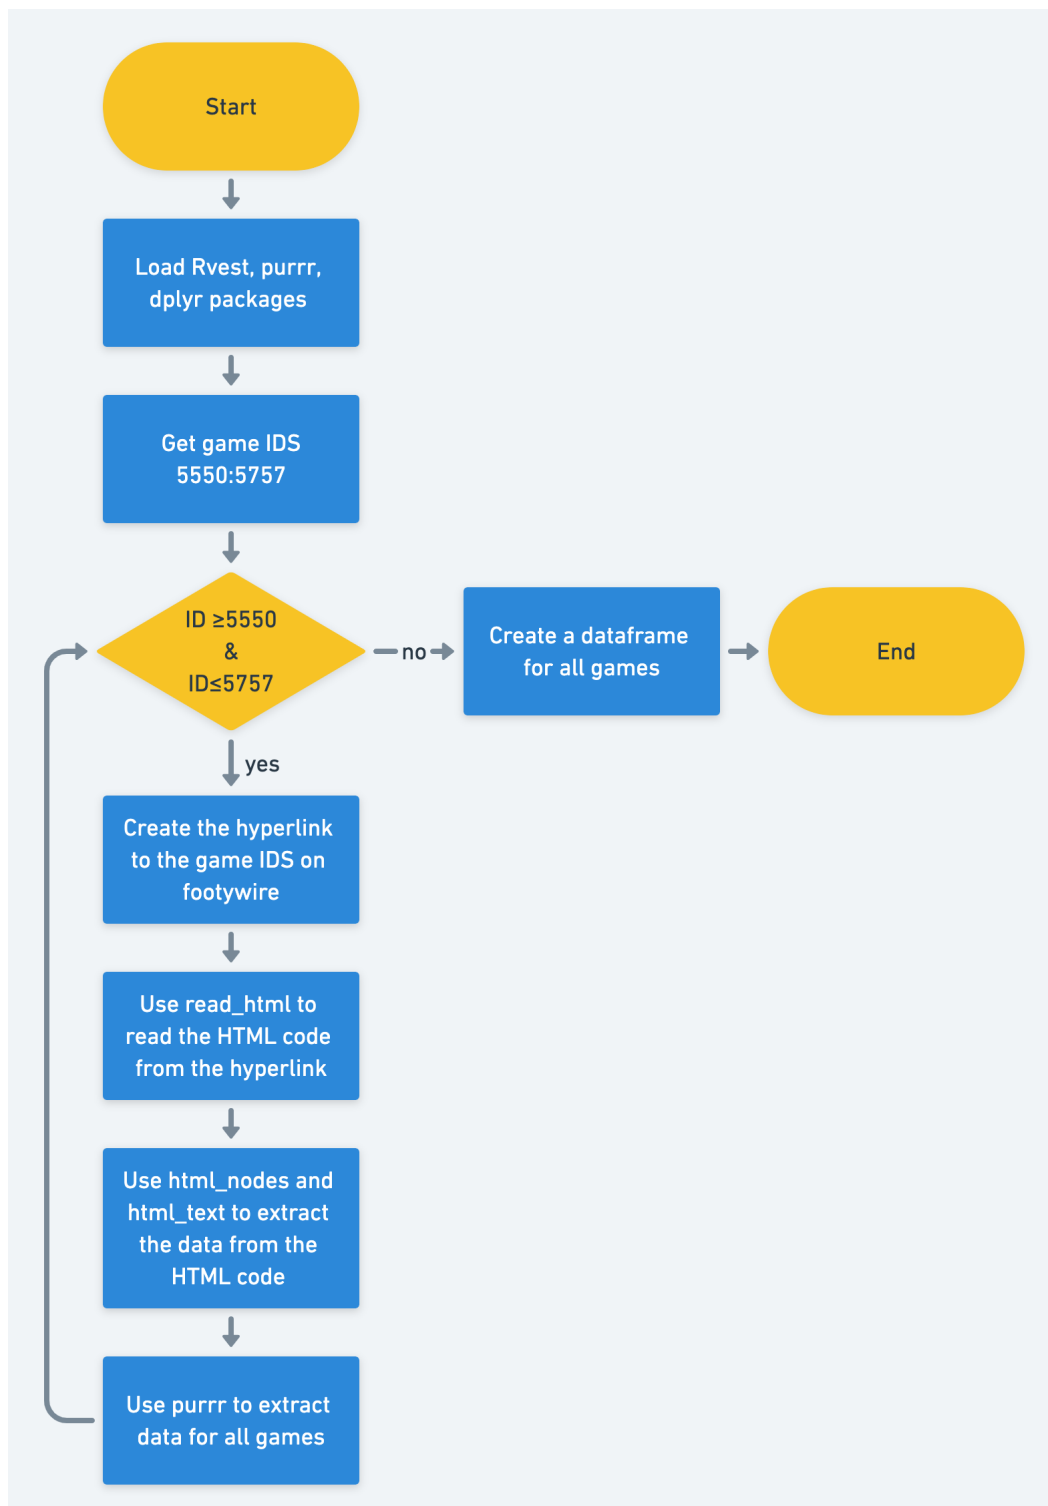 Start
Load Rvest, purrr,
dplyr packages
Get game IDS
5550:5757
ID ≥5550
&
ID≤5757
no
Create a dataframe
for all games
End
yes
Create the hyperlink
to the game IDS on
footywire
Use read_html to
read the HTML code
from the hyperlink
Use html_nodes and
html_text to extract
the data from the
HTML code
Use purrr to extract
data for all games